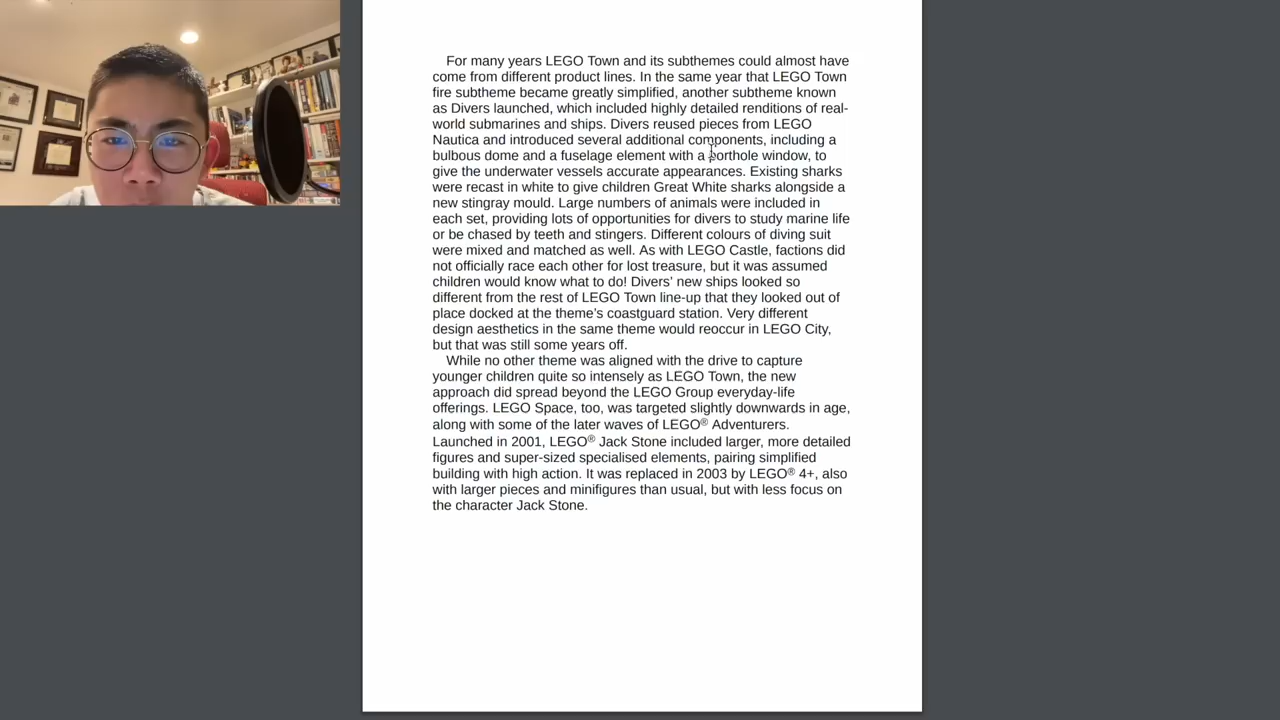 For many years LEGO Town and its subthemes could almost have
come from different product lines. In the same year that LEGO Town
fire subtheme became greatly simplified, another subtheme known
as Divers launched, which included highly detailed renditions of real-
world submarines and ships. Divers reused pieces from LEGO
Nautica and introduced several additional components, including a
bulbous dome and a fuselage element with a porthole window, to
give the underwater vessels accurate appearances. Existing sharks
were recast in white to give children Great White sharks alongside a
new stingray mould. Large numbers of animals were included in
each set, providing lots of opportunities for divers to study marine life
or be chased by teeth and stingers. Different colours of diving suit
were mixed and matched as well. As with LEGO Castle, factions did
not officially race each other for lost treasure, but it was assumed
children would know what to do! Divers’ new ships looked so
different from the rest of LEGO Town line-up that they looked out of
place docked at the theme’s coastguard station. Very different
design aesthetics in the same theme would reoccur in LEGO City,
but that was still some years off.
While no other theme was aligned with the drive to capture
younger children quite so intensely as LEGO Town, the new
approach did spread beyond the LEGO Group everyday-life
offerings. LEGO Space, too, was targeted slightly downwards in age,
along with some of the later waves of LEGO® Adventurers.
Launched in 2001, LEGO® Jack Stone included larger, more detailed
figures and super-sized specialised elements, pairing simplified
building with high action. It was replaced in 2003 by LEGO® 4+, also
with larger pieces and minifigures than usual, but with less focus on
the character Jack Stone.